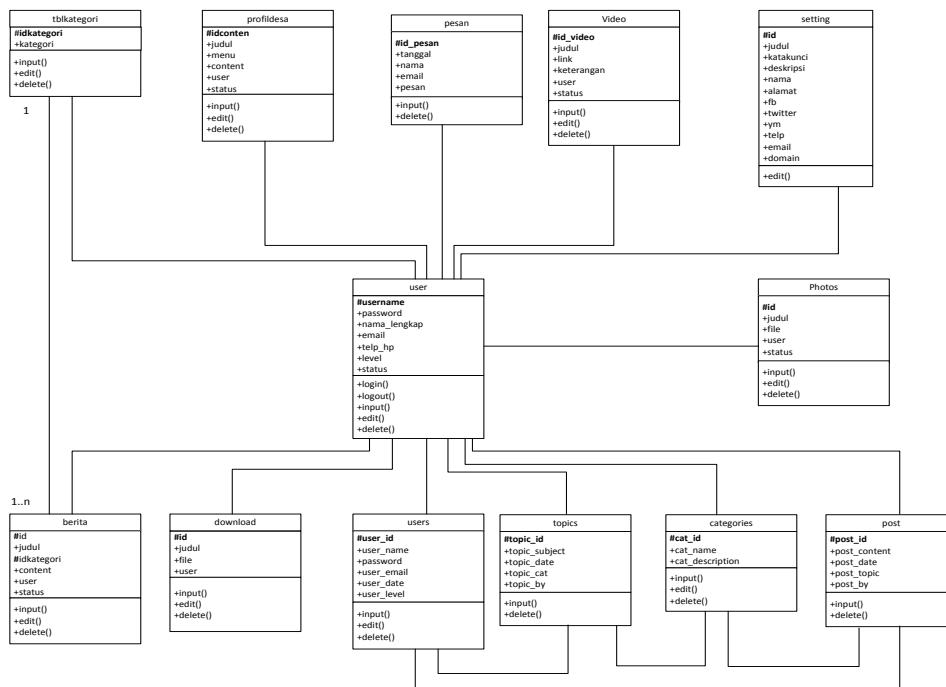 tblkategori
#idkategori
+kategori
+input()
+edit()
+delete()
1
profildesa
#idconten
+judul
+menu
+content
+user
+status
+input()
+edit()
+delete()
pesan
#id_pesan
+tanggal
+nama
+email
+pesan
+input()
+delete()
Video
#id_video
+judul
+link
+keterangan
+user
+status
+input()
+edit()
+delete()
setting
#id
+judul
+katakunci
+deskripsi
+nama
+alamat
+fb
+twitter
+ym
+telp
+email
+domain
+edit()
user
#username
+password
+nama_lengkap
+email
+telp_hp
+level
+status
+login()
+logout()
+input()
+edit()
+delete()
Photos
#id
+judul
+file
+user
+status
+input()
+edit()
+delete()
1..n
berita
#id
+judul
#idkategori
+content
+user
+status
+input()
+edit()
+delete()
download
#id
+judul
+file
+user
+input()
+edit()
+delete()
users
#user_id
+user_name
+password
+user_email
+user_date
+user_level
+input()
+edit()
+delete()
topics
#topic_id
+topic_subject
+topic_date
+topic_cat
+topic_by
+input()
+delete()
categories
#cat_id
+cat_name
+cat_description
+input()
+edit()
+delete()
post
#post_id
+post_content
+post_date
+post_topic
+post_by
+input()
+delete()